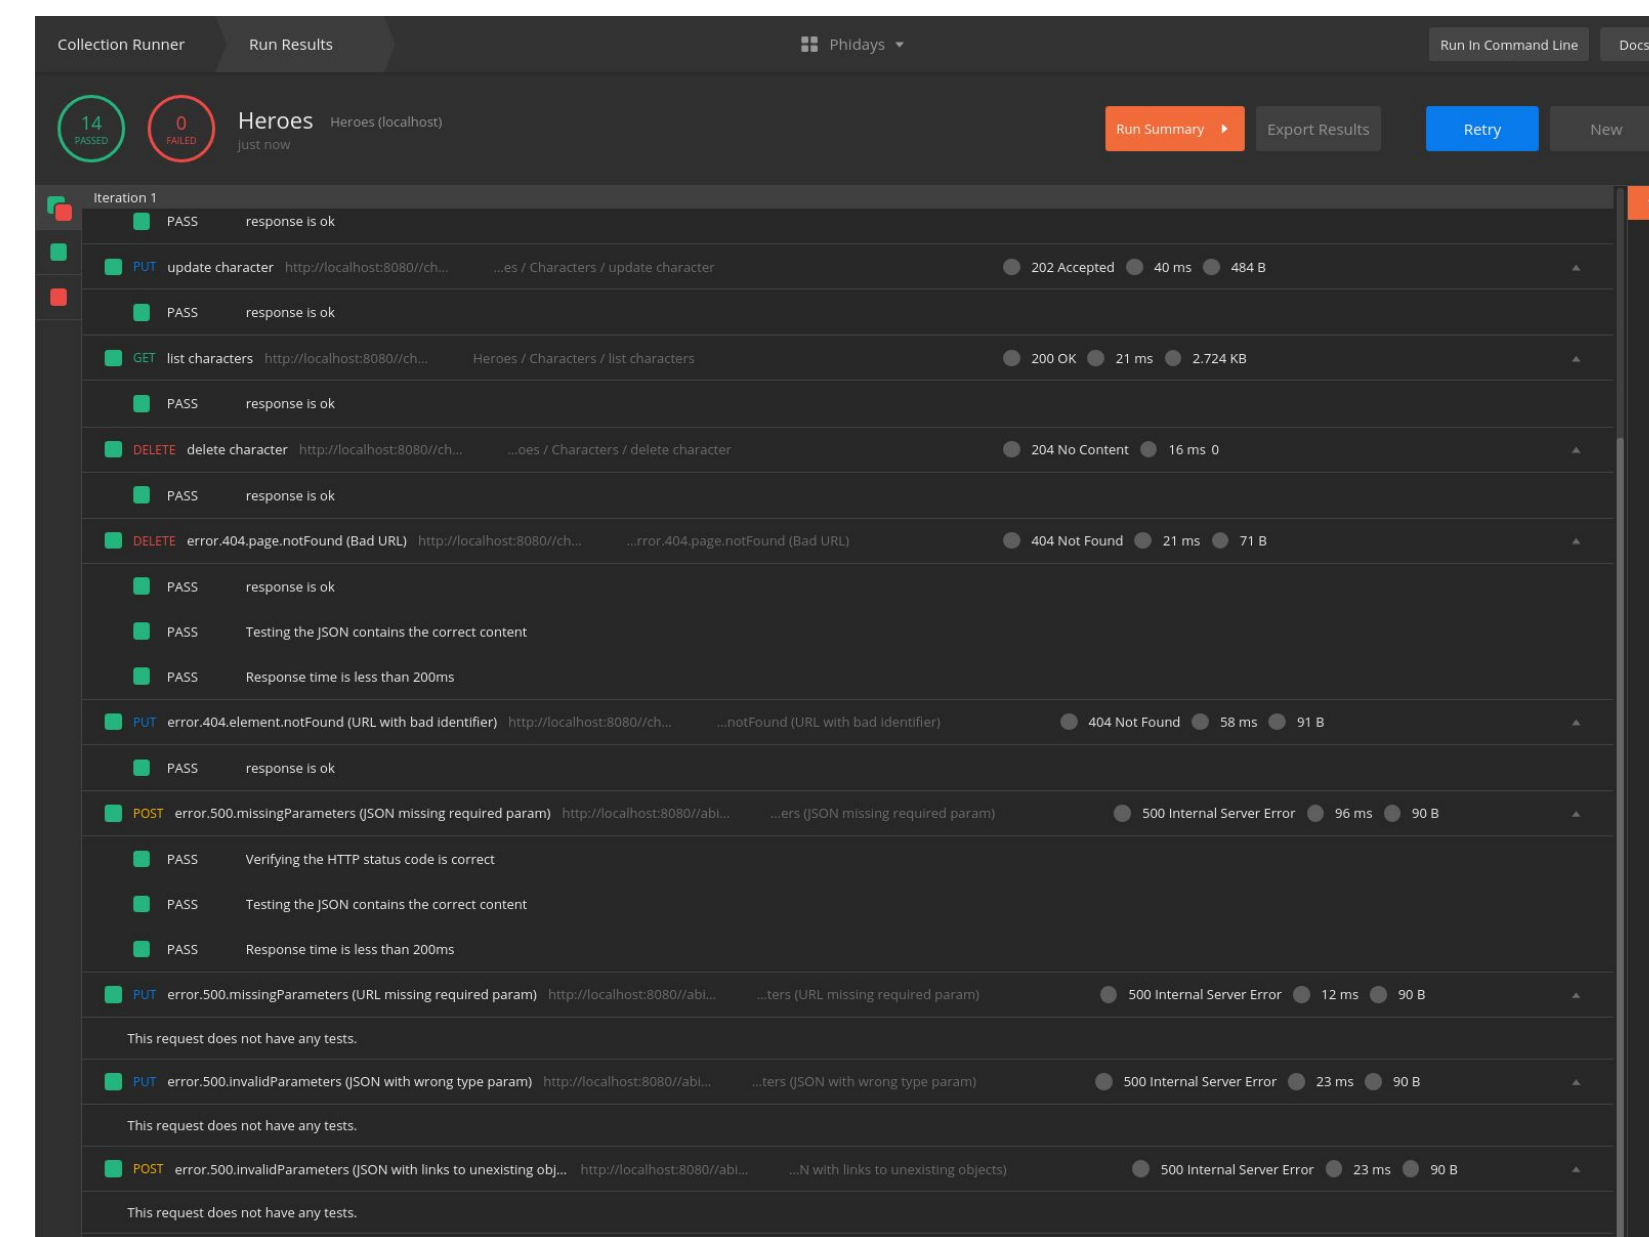 Collection Runner Run Results Phidays Run In Command Line Docs
14 PASSED 0 FAILED Heroes Heroes (localhost) just now Run Summary Export Results Retry New
Iteration 1
PASS response is ok
PUT update character http://localhost:8080//ch... ...es / Characters / update character 202 Accepted 40 ms 484 B
PASS response is ok
GET list characters http://localhost:8080//ch... Heroes / Characters / list characters 200 OK 21 ms 2.724 KB
PASS response is ok
DELETE delete character http://localhost:8080//ch... ...oes / Characters / delete character 204 No Content 16 ms 0
PASS response is ok
DELETE error.404.page.notFound (Bad URL) http://localhost:8080//ch... ...rror.404.page.notFound (Bad URL) 404 Not Found 21 ms 71 B
PASS response is ok
PASS Testing the JSON contains the correct content
PASS Response time is less than 200ms
PUT error.404.element.notFound (URL with bad identifier) http://localhost:8080//ch... ...notFound (URL with bad identifier) 404 Not Found 58 ms 91 B
PASS response is ok
POST error.500.missingParameters (JSON missing required param) http://localhost:8080//abi... ...ers (JSON missing required param) 500 Internal Server Error 96 ms 90 B
PASS Verifying the HTTP status code is correct
PASS Testing the JSON contains the correct content
PASS Response time is less than 200ms
PUT error.500.missingParameters (URL missing required param) http://localhost:8080//abi... ...ters (URL missing required param) 500 Internal Server Error 12 ms 90 B
This request does not have any tests.
PUT error.500.invalidParameters (JSON with wrong type param) http://localhost:8080//abi... ...ters (JSON with wrong type param) 500 Internal Server Error 23 ms 90 B
This request does not have any tests.
POST error.500.invalidParameters (JSON with links to unexisting obj... http://localhost:8080//abi... ...N with links to unexisting objects) 500 Internal Server Error 23 ms 90 B
This request does not have any tests.